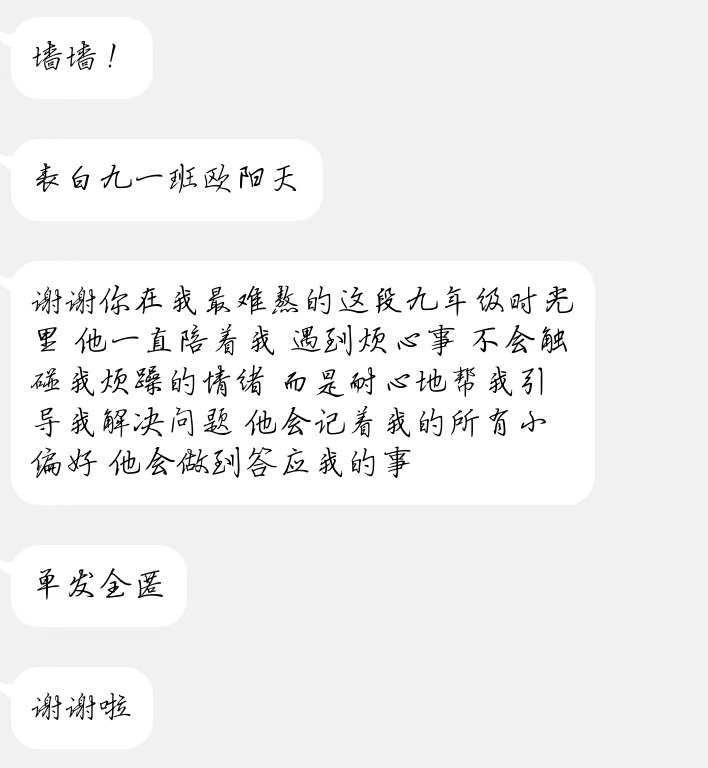 墙墙！
表白九一班欧阳天
谢谢你在我最难熬的这段九年级时光
里 他一直陪着我 遇到烦心事 不会触
碰我烦躁的情绪 而是耐心地帮我引
导我解决问题 他会记着我的所有小
偏好 他会做到答应我的事
单发全匿
谢谢啦